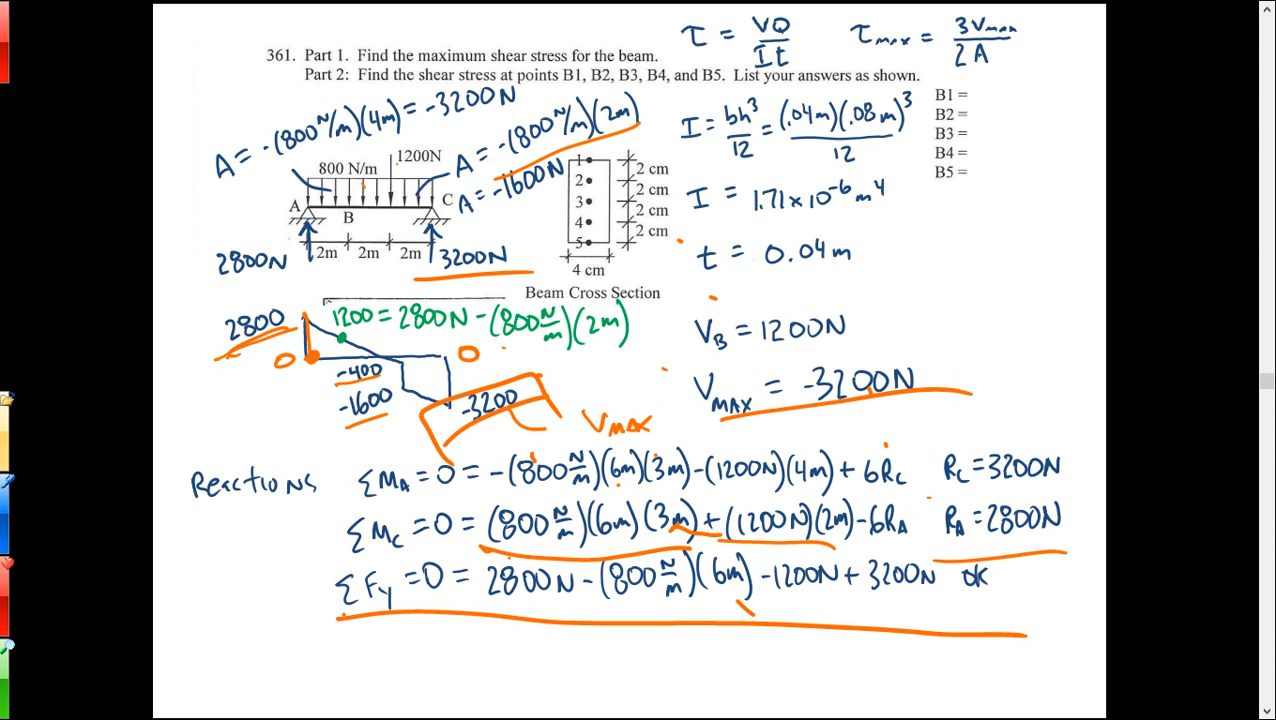 τ = VQ / It    τmax = 3Vmax / 2A
361. Part 1. Find the maximum shear stress for the beam.
Part 2: Find the shear stress at points B1, B2, B3, B4, and B5. List your answers as shown.
B1 =
B2 =
B3 =
B4 =
B5 =
A = -(800 N/m)(4m) = -3200N
A = -(800 N/m)(2m)
A = -1600N
I = bh³/12 = (.04m)(.08m)³/12
I = 1.71x10⁻⁶ m⁴
t = 0.04m
800 N/m
1200N
A
B
C
2m 2m 2m
2800N
3200N
1
2
3
4
5
2 cm
2 cm
2 cm
2 cm
4 cm
Beam Cross Section
2800
1200 = 2800N - (800 N/m)(2m)
VB = 1200N
0
0
-400
-1600
-3200
VMAX
VMAX = -3200N
Reactions ΣMA = 0 = -(800 N/m)(6m)(3m) - (1200N)(4m) + 6Rc    Rc = 3200N
ΣMc = 0 = (800 N/m)(6m)(3m) + (1200N)(2m) - 6RA    RA = 2800N
ΣFy = 0 = 2800N - (800 N/m)(6m) - 1200N + 3200N ok